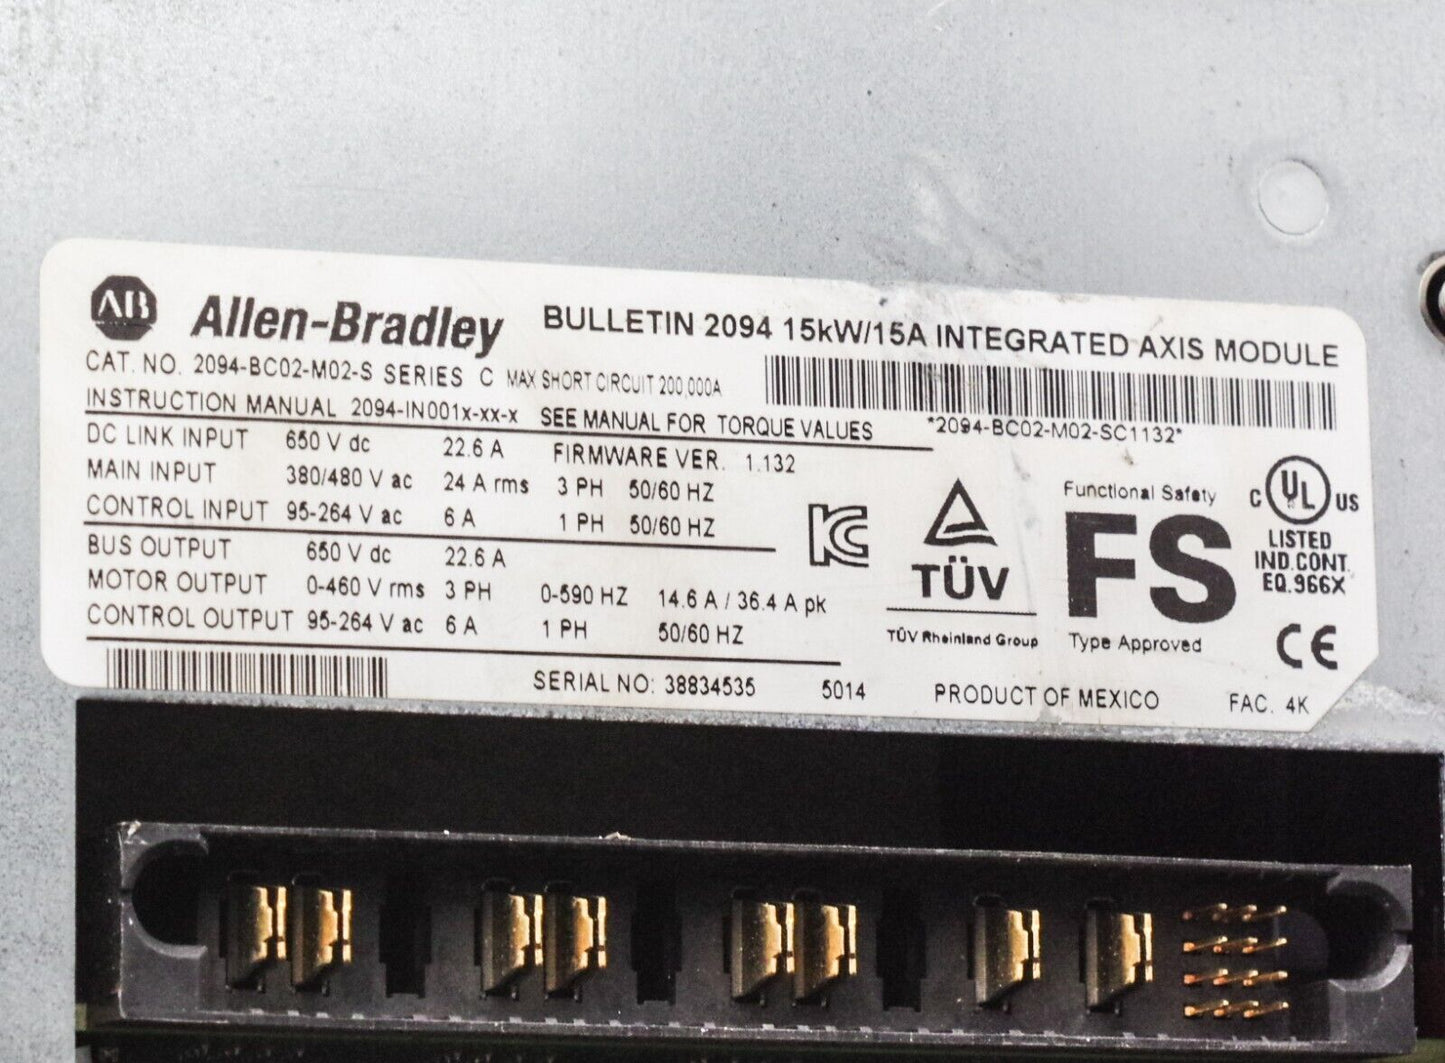 AB Allen-Bradley BULLETIN 2094 15kW/15A INTEGRATED AXIS MODULE
CAT. NO. 2094-BC02-M02-S SERIES C MAX SHORT CIRCUIT 200,000A
INSTRUCTION MANUAL 2094-IN001x-xx-x SEE MANUAL FOR TORQUE VALUES
*2094-BC02-M02-SC1132*
DC LINK INPUT 650 V dc 22.6 A FIRMWARE VER. 1.132
MAIN INPUT 380/480 V ac 24 A rms 3 PH 50/60 HZ
CONTROL INPUT 95-264 V ac 6 A 1 PH 50/60 HZ
BUS OUTPUT 650 V dc 22.6 A
MOTOR OUTPUT 0-460 V rms 3 PH 0-590 HZ 14.6 A / 36.4 A pk
CONTROL OUTPUT 95-264 V ac 6 A 1 PH 50/60 HZ
KC
TÜV
TÜV Rheinland Group
Functional Safety
FS
Type Approved
C UL US
LISTED
IND.CONT.
EQ.966X
CE
SERIAL NO: 38834535 5014 PRODUCT OF MEXICO FAC. 4K